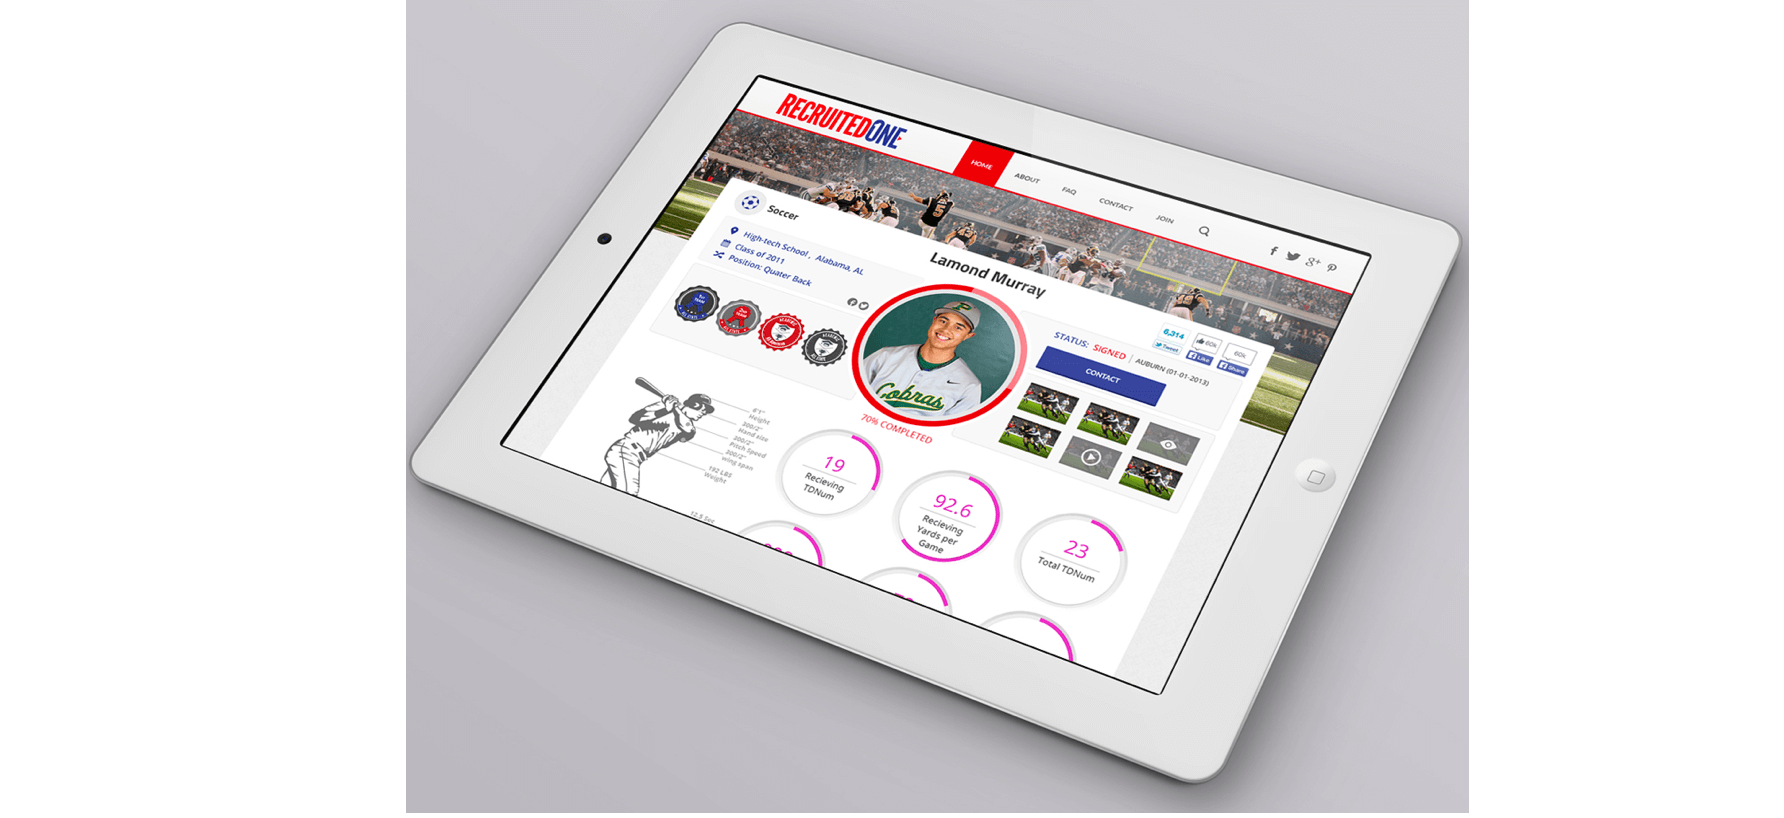 RECRUITEDONE
HOME
ABOUT
FAQ
CONTACT
JOIN
Soccer
High-tech School , Alabama, AL
Class of 2011
Position: Quater Back
Lamond Murray
P
Cobras
70% COMPLETED
6,314
Tweet
60k
Like
60k
Share
STATUS: SIGNED | AUBURN (01-01-2013)
CONTACT
6'1"
Height
300/2"
Hand size
300/2"
Pitch Speed
300/2"
wing span
192 LBS
Weight
12.8 Sec
19
Recieving
TDNum
92.6
Recieving
Yards per
Game
23
Total TDNum